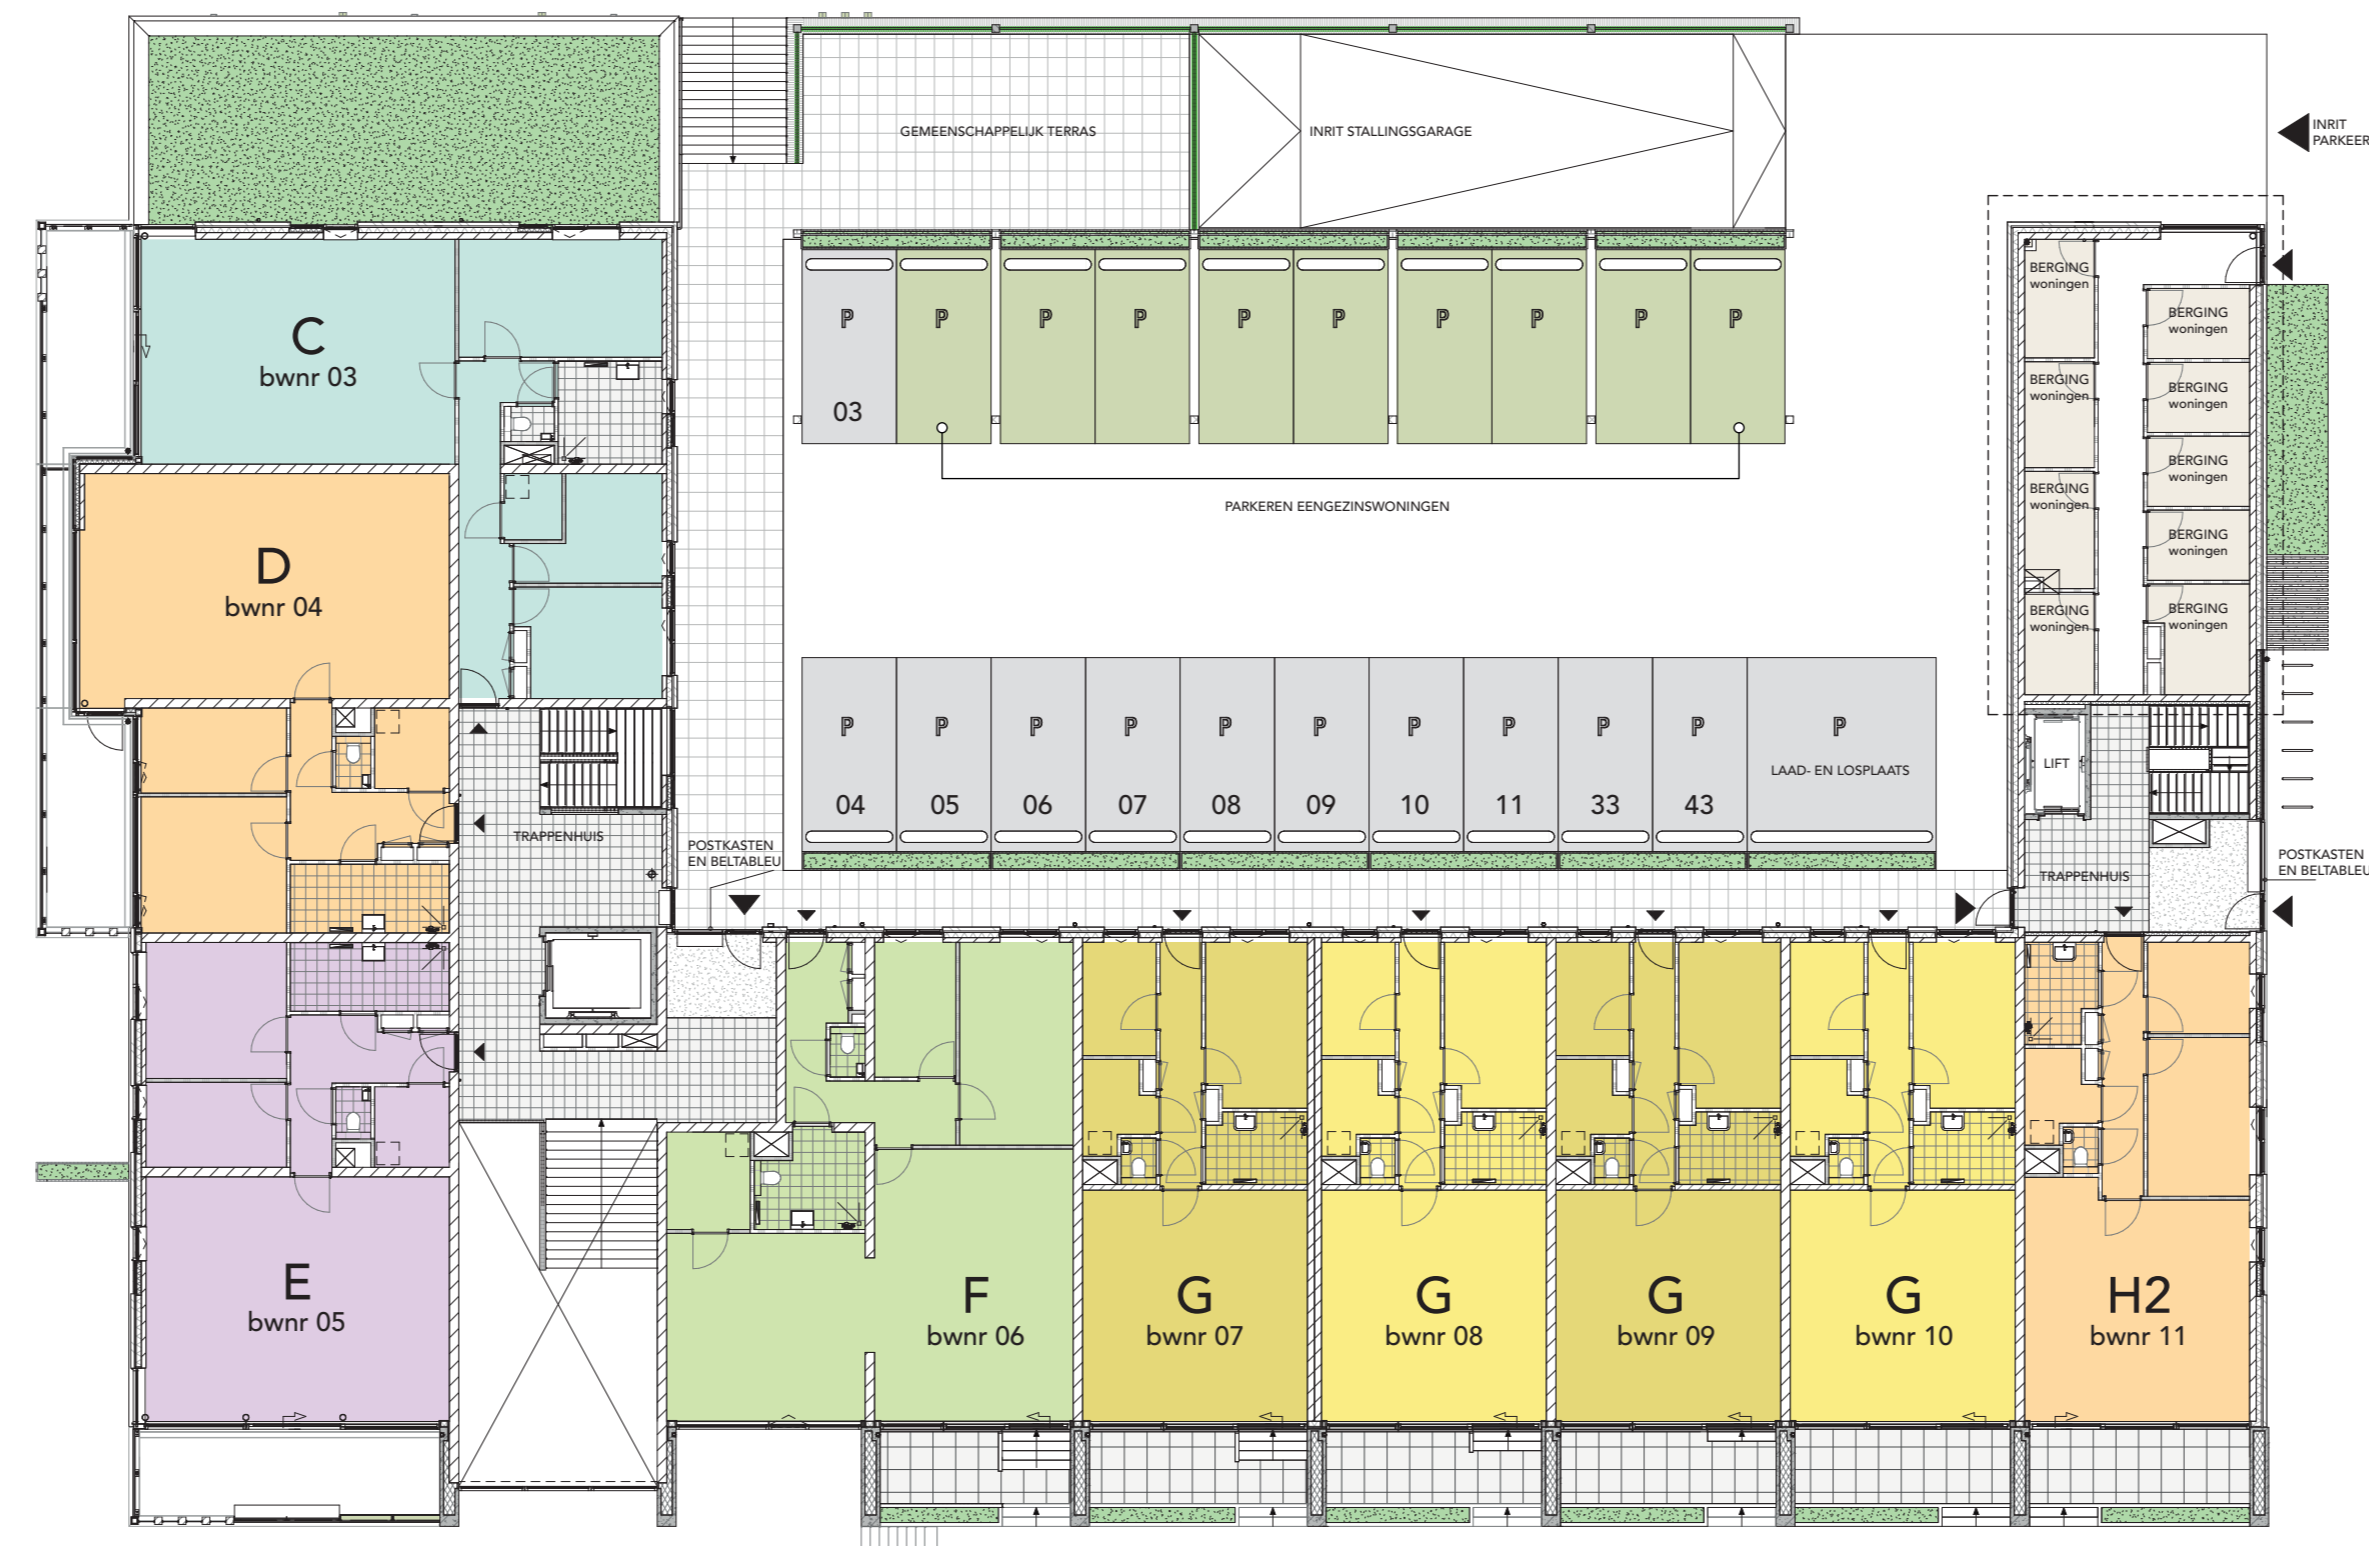 GEMEENSCHAPPELIJK TERRAS
INRIT STALLINGSGARAGE
INRIT
PARKEER
BERGING
woningen
BERGING
woningen
BERGING
woningen
BERGING
woningen
BERGING
woningen
BERGING
woningen
BERGING
woningen
BERGING
woningen
BERGING
woningen
P P P P P P P P P P
03
C
bwnr 03
PARKEREN EENGEZINSWONINGEN
D
bwnr 04
P P P P P P P P P P P
LAAD- EN LOSPLAATS
04 05 06 07 08 09 10 11 33 43
LIFT
TRAPPENHUIS
POSTKASTEN
EN BELTABLEU
TRAPPENHUIS
POSTKASTEN
EN BELTABLEU
E
bwnr 05
F
bwnr 06
G
bwnr 07
G
bwnr 08
G
bwnr 09
G
bwnr 10
H2
bwnr 11